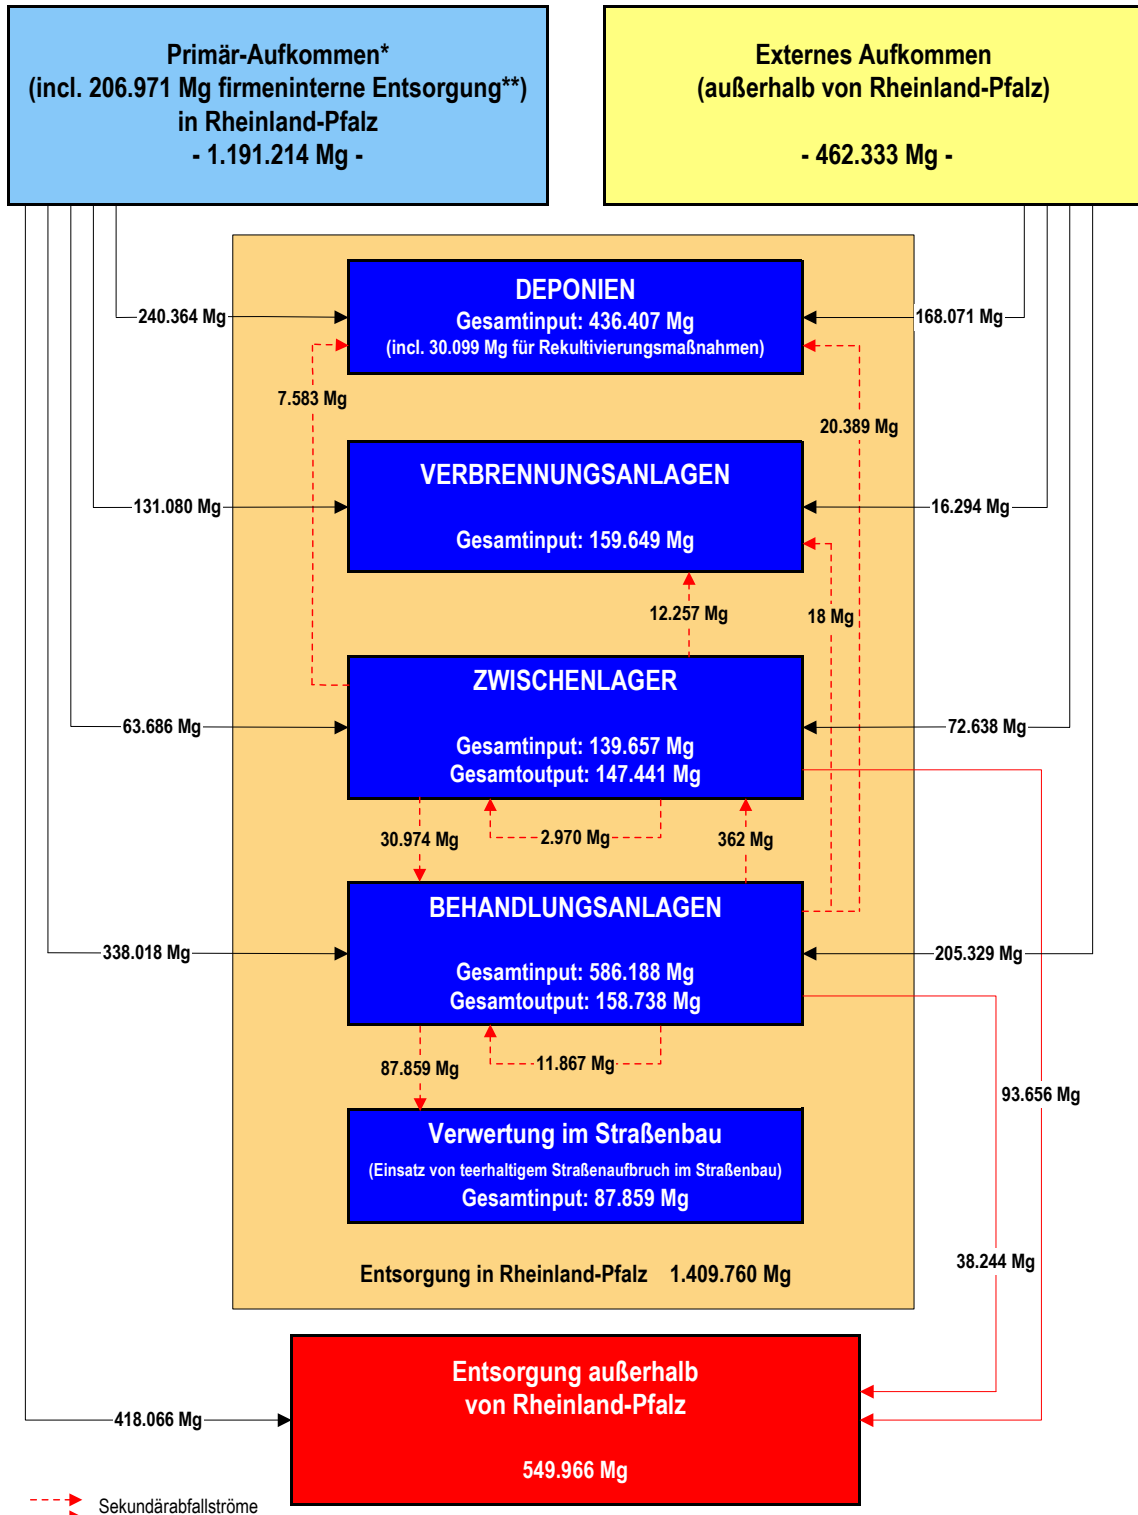 Primär-Aufkommen*
(incl. 206.971 Mg firmeninterne Entsorgung**)
in Rheinland-Pfalz
- 1.191.214 Mg -
Externes Aufkommen
(außerhalb von Rheinland-Pfalz)
- 462.333 Mg -
DEPONIEN
Gesamtinput: 436.407 Mg
(incl. 30.099 Mg für Rekultivierungsmaßnahmen)
240.364 Mg
168.071 Mg
7.583 Mg
20.389 Mg
VERBRENNUNGSANLAGEN
Gesamtinput: 159.649 Mg
131.080 Mg
16.294 Mg
12.257 Mg
18 Mg
ZWISCHENLAGER
Gesamtinput: 139.657 Mg
Gesamtoutput: 147.441 Mg
63.686 Mg
72.638 Mg
30.974 Mg
2.970 Mg
362 Mg
BEHANDLUNGSANLAGEN
Gesamtinput: 586.188 Mg
Gesamtoutput: 158.738 Mg
338.018 Mg
205.329 Mg
87.859 Mg
11.867 Mg
93.656 Mg
Verwertung im Straßenbau
(Einsatz von teerhaltigem Straßenaufbruch im Straßenbau)
Gesamtinput: 87.859 Mg
38.244 Mg
Entsorgung in Rheinland-Pfalz 1.409.760 Mg
Entsorgung außerhalb
von Rheinland-Pfalz
549.966 Mg
418.066 Mg
Sekundärabfallströme